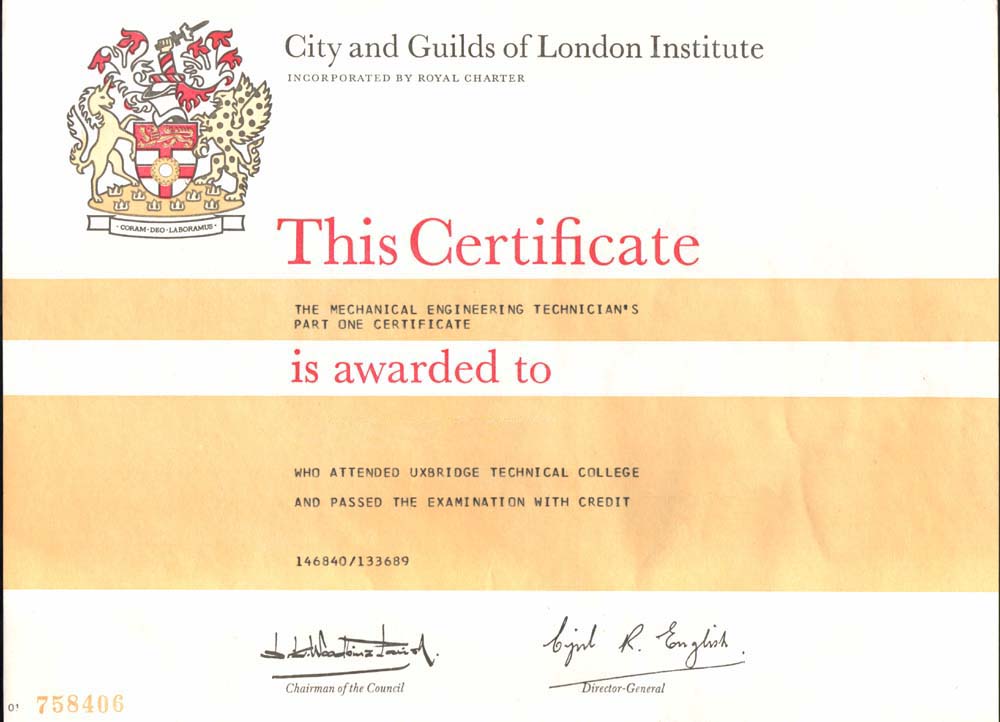 City and Guilds of London Institute
INCORPORATED BY ROYAL CHARTER
· CORAM · DEO · LABORAMUS ·
This Certificate
THE MECHANICAL ENGINEERING TECHNICIAN'S
PART ONE CERTIFICATE
is awarded to
WHO ATTENDED UXBRIDGE TECHNICAL COLLEGE
AND PASSED THE EXAMINATION WITH CREDIT
146840/133689
Cyril R. English
Chairman of the Council
Director-General
758406